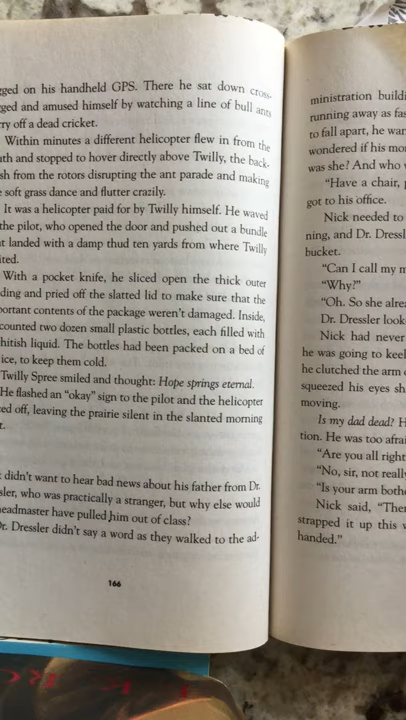 gged on his handheld GPS. There he sat down cross-
gged and amused himself by watching a line of bull ants
rry off a dead cricket.
Within minutes a different helicopter flew in from the
uth and stopped to hover directly above Twilly, the back-
sh from the rotors disrupting the ant parade and making
e soft grass dance and flutter crazily.
It was a helicopter paid for by Twilly himself. He waved
the pilot, who opened the door and pushed out a bundle
t landed with a damp thud ten yards from where Twilly
ited.
With a pocket knife, he sliced open the thick outer
ding and pried off the slatted lid to make sure that the
portant contents of the package weren't damaged. Inside,
counted two dozen small plastic bottles, each filled with
hitish liquid. The bottles had been packed on a bed of
ice, to keep them cold.
Twilly Spree smiled and thought: Hope springs eternal.
He flashed an "okay" sign to the pilot and the helicopter
ed off, leaving the prairie silent in the slanted morning
t.
didn't want to hear bad news about his father from Dr.
sler, who was practically a stranger, but why else would
headmaster have pulled him out of class?
Dr. Dressler didn't say a word as they walked to the ad-
166
ministration buildi
running away as fas
to fall apart, he wan
wondered if his mo
was she? And who w
"Have a chair, p
got to his office.
Nick needed to
ning, and Dr. Dressl
bucket.
"Can I call my m
"Why?"
"Oh. So she alrea
Dr. Dressler look
Nick had never
he was going to keel
he clutched the arm o
squeezed his eyes sh
moving.
Is my dad dead? H
tion. He was too afrai
"Are you all right
"No, sir, not really
"Is your arm bothe
Nick said, "Ther
strapped it up this w
handed."